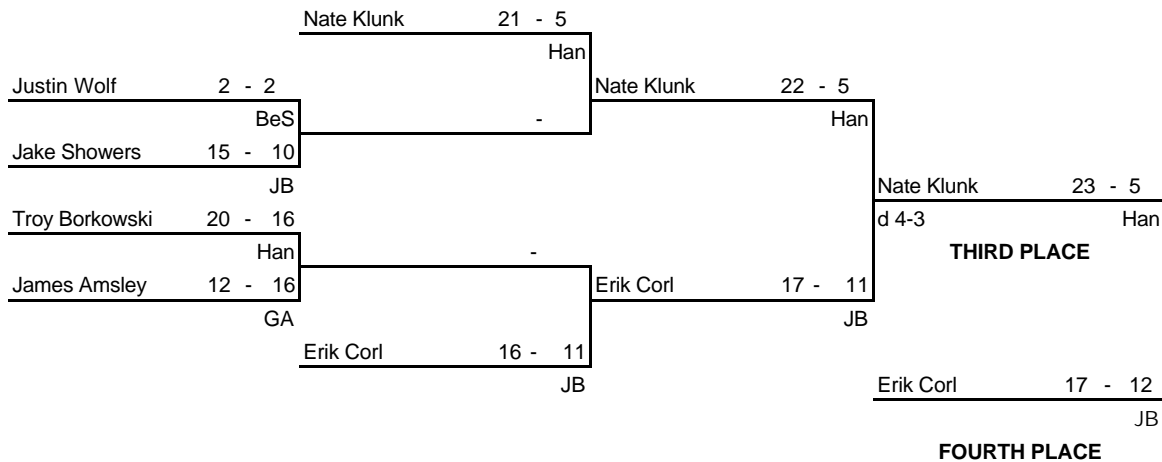 Nate Klunk 21 - 5
Han
Justin Wolf 2 - 2
Nate Klunk 22 - 5
BeS
-
Han
Jake Showers 15 - 10
JB
Nate Klunk 23 - 5
Troy Borkowski 20 - 16
d 4-3 Han
Han
-
THIRD PLACE
James Amsley 12 - 16
Erik Corl 17 - 11
GA
JB
Erik Corl 16 - 11
JB
Erik Corl 17 - 12
JB
FOURTH PLACE